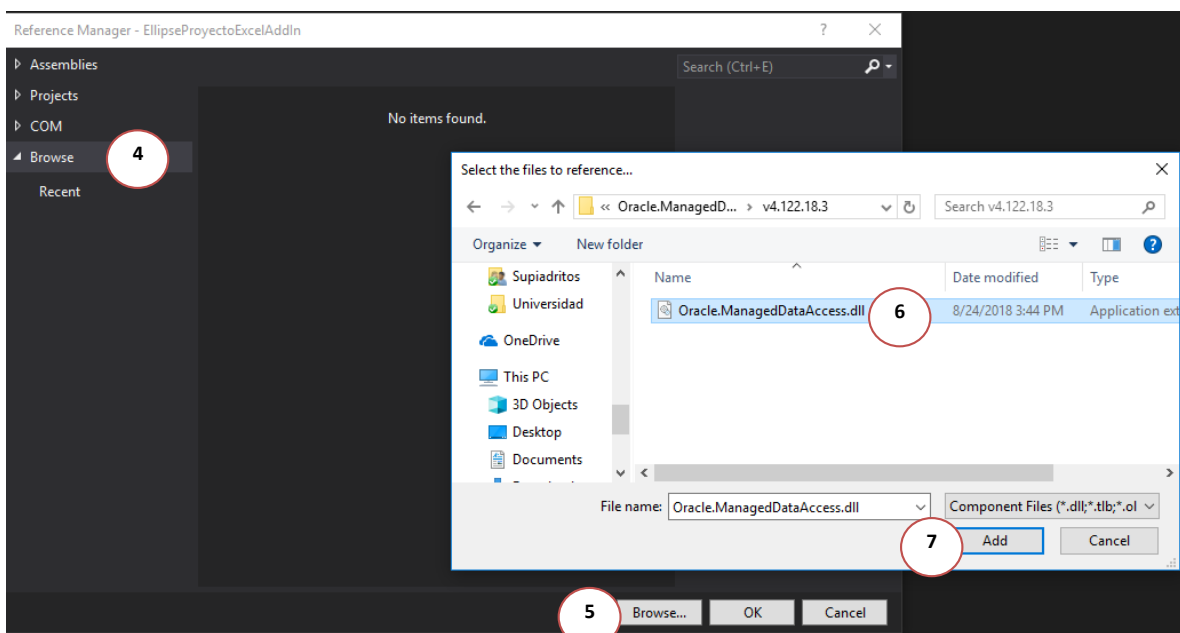 Reference Manager - EllipseProyectoExcelAddIn ? ×
Assemblies
Search (Ctrl+E)
Projects
No items found.
COM
Browse 4
Recent
Select the files to reference...
« Oracle.ManagedD... › v4.122.18.3
Search v4.122.18.3
Organize New folder
Supiadritos
Universidad
OneDrive
This PC
3D Objects
Desktop
Documents
Name Date modified Type
Oracle.ManagedDataAccess.dll 6 8/24/2018 3:44 PM Application ext
File name: Oracle.ManagedDataAccess.dll Component Files (*.dll;*.tlb;*.ol
7 Add Cancel
5 Browse... OK Cancel